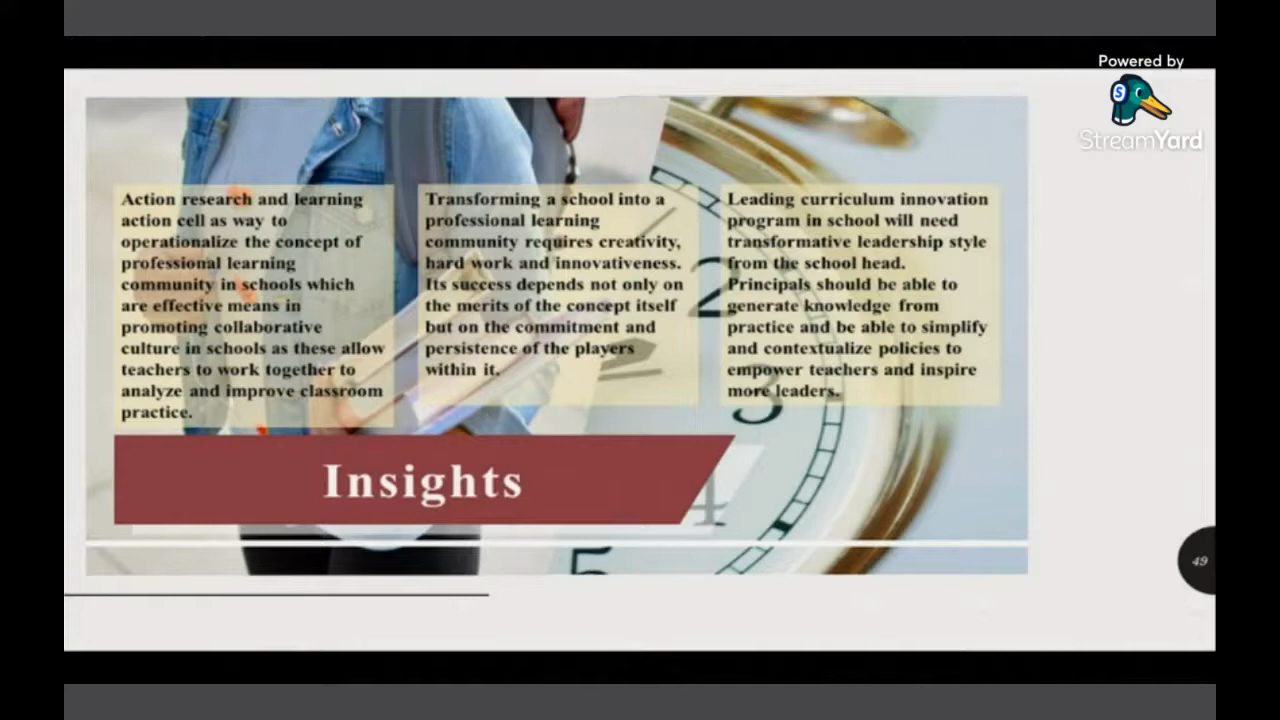 Powered by
StreamYard
Action research and learning
action cell as way to
operationalize the concept of
professional learning
community in schools which
are effective means in
promoting collaborative
culture in schools as these allow
teachers to work together to
analyze and improve classroom
practice.
Transforming a school into a
professional learning
community requires creativity,
hard work and innovativeness.
Its success depends not only on
the merits of the concept itself
but on the commitment and
persistence of the players
within it.
Leading curriculum innovation
program in school will need
transformative leadership style
from the school head.
Principals should be able to
generate knowledge from
practice and be able to simplify
and contextualize policies to
empower teachers and inspire
more leaders.
2
3
4
5
Insights
49